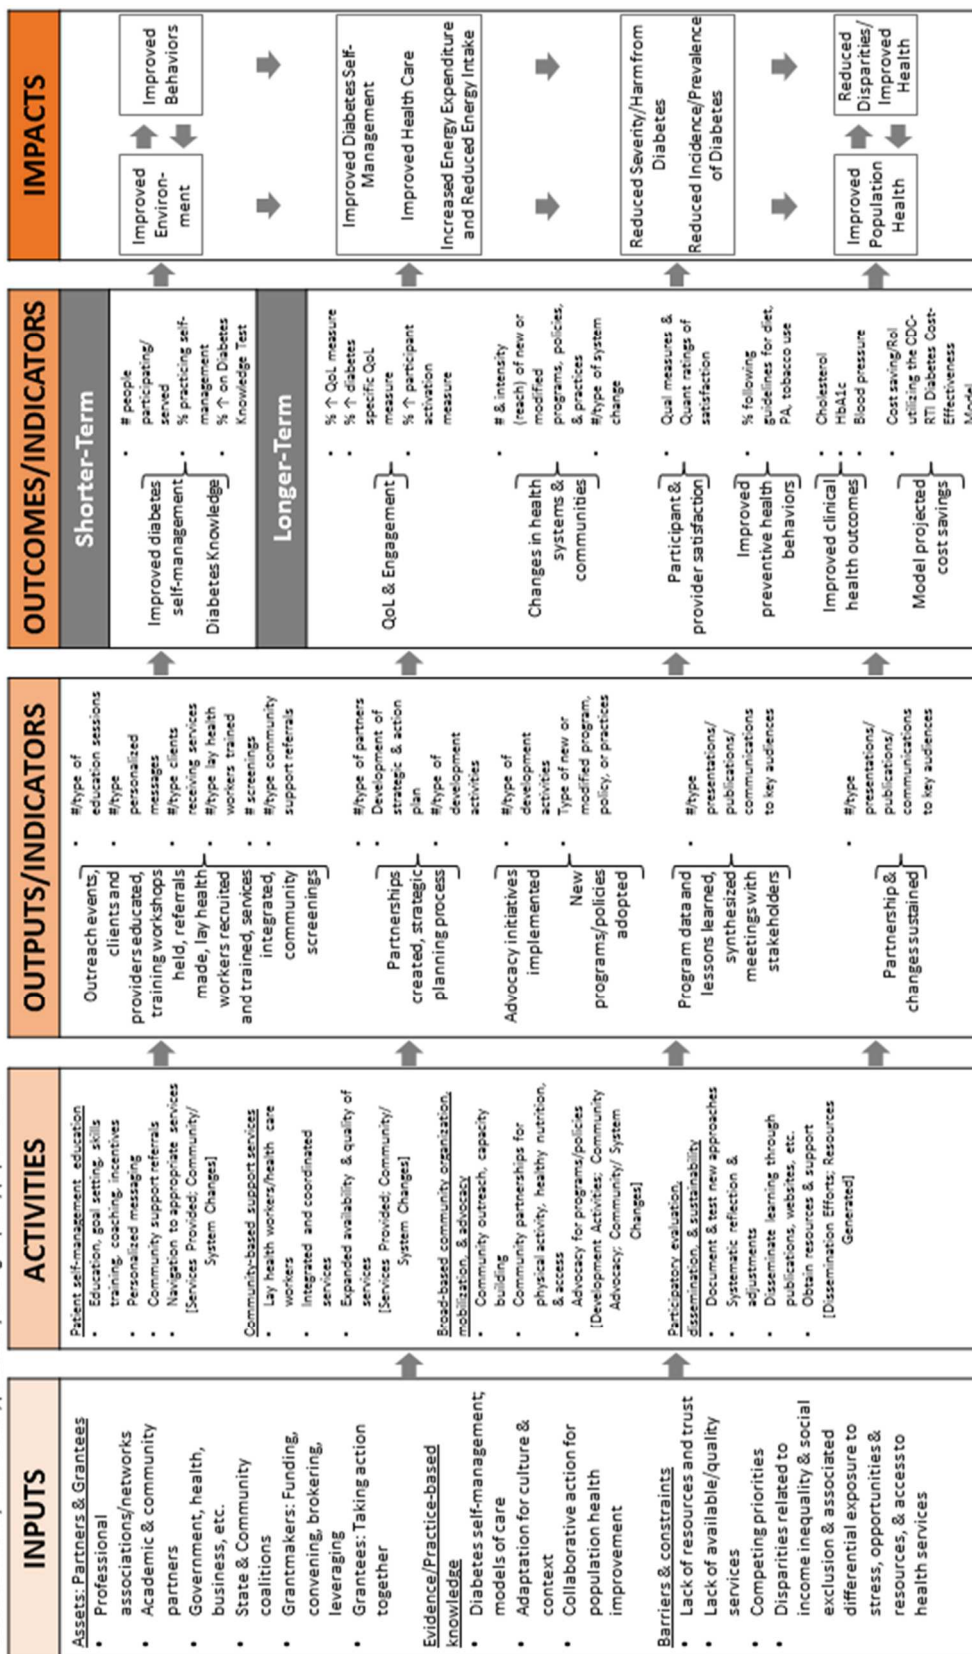 INPUTS
Assets: Partners & Grantees
• Professional
associations/networks
• Academic & community
partners
• Government, health,
business, etc.
• State & Community
coalitions
• Grantmakers: Funding,
convening, brokering,
leveraging
• Grantees: Taking action
together
Evidence/Practice-based
knowledge
• Diabetes self-management;
models of care
• Adaptation for culture &
context
• Collaborative action for
population health
improvement
Barriers & constraints
• Lack of resources and trust
• Lack of available/quality
services
• Competing priorities
• Disparities related to
income inequality & social
exclusion & associated
differential exposure to
stress, opportunities &
resources, & access to
health services
ACTIVITIES
Patient self-management education
• Education, goal setting, skills
training, coaching, incentives
• Personalized messaging
• Community support referrals
• Navigation to appropriate services
[Services Provided; Community/
System Changes]
Community-based support services
• Lay health workers/health care
workers
• Integrated and coordinated
services
• Expanded availability & quality of
services
[Services Provided; Community/
System Changes]
Broad-based community organization,
mobilization, & advocacy
• Community outreach, capacity
building
• Community partnerships for
physical activity, healthy nutrition,
& access
• Advocacy for programs/policies
[Development Activities; Community
Advocacy; Community/ System
Changes]
Participatory evaluation,
dissemination, & sustainability
• Document & test new approaches
• Systematic reflection &
adjustments
• Disseminate learning through
publications, websites, etc.
• Obtain resources & support
[Dissemination Efforts; Resources
Generated]
OUTPUTS/INDICATORS
Outreach events,
clients and
providers educated,
training workshops
held, referrals
made, lay health
workers recruited
and trained, services
integrated,
community
screenings
• #/type of
education sessions
• #/type
personalized
messages
• #/type clients
receiving services
• #/type lay health
workers trained
• # screenings
• #/type community
support referrals
Partnerships
created, strategic
planning process
• #/type of partners
• Development of
strategic & action
plan
• #/type of
development
activities
Advocacy initiatives
implemented
New
programs/policies
adopted
• #/type of
development
activities
• Type of new or
modified program,
policy, or practices
Program data and
lessons learned,
synthesized
meetings with
stakeholders
• #/type
presentations/
publications/
communications
to key audiences
Partnership &
changes sustained
• #/type
presentations/
publications/
communications
to key audiences
OUTCOMES/INDICATORS
Shorter-Term
Improved diabetes
self-management
Diabetes Knowledge
• # people
participating/
served
• % practicing self-
management
• % ↑ on Diabetes
Knowledge Test
Longer-Term
QoL & Engagement
• % ↑ QoL measure
• % ↑ diabetes
specific QoL
measure
• % ↑ participant
activation
measure
Changes in health
systems &
communities
• # & intensity
(reach) of new or
modified
programs, policies,
& practices
• #/type of system
change
Participant &
provider satisfaction
• Qual measures &
Quant ratings of
satisfaction
Improved
preventive health
behaviors
• % following
guidelines for diet,
PA, tobacco use
Improved clinical
health outcomes
• Cholesterol
• HbA1c
• Blood pressure
Model projected
cost savings
• Cost saving/RoI
utilizing the CDC-
RTI Diabetes Cost-
Effectiveness
Model
IMPACTS
Improved
Environ-
ment
Improved
Behaviors
Improved Diabetes Self-
Management
Improved Health Care
Increased Energy Expenditure
and Reduced Energy Intake
Reduced Severity/Harm from
Diabetes
Reduced Incidence/Prevalence
of Diabetes
Improved
Population
Health
Reduced
Disparities/
Improved
Health